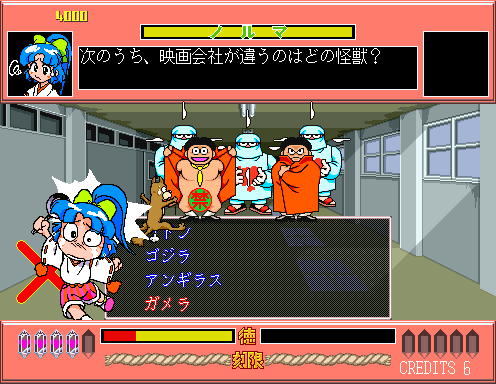 4000
ノルマ
次のうち、映画会社が違うのはどの怪獣？
禁
ゴジラ
アンギラス
ガメラ
徳
刻限
CREDITS 6